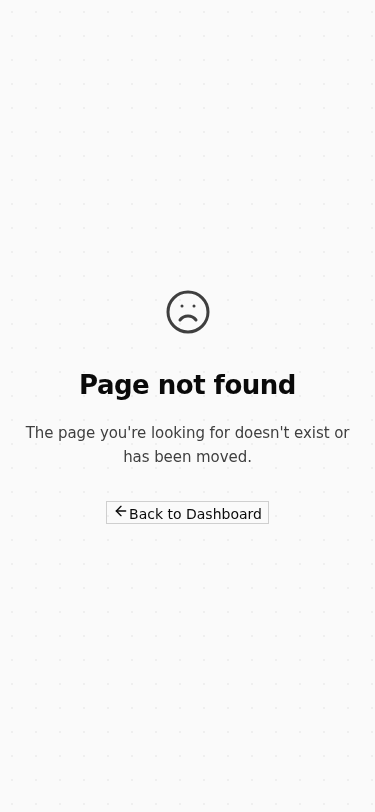 Page not found
The page you're looking for doesn't exist or
has been moved.
Back to Dashboard